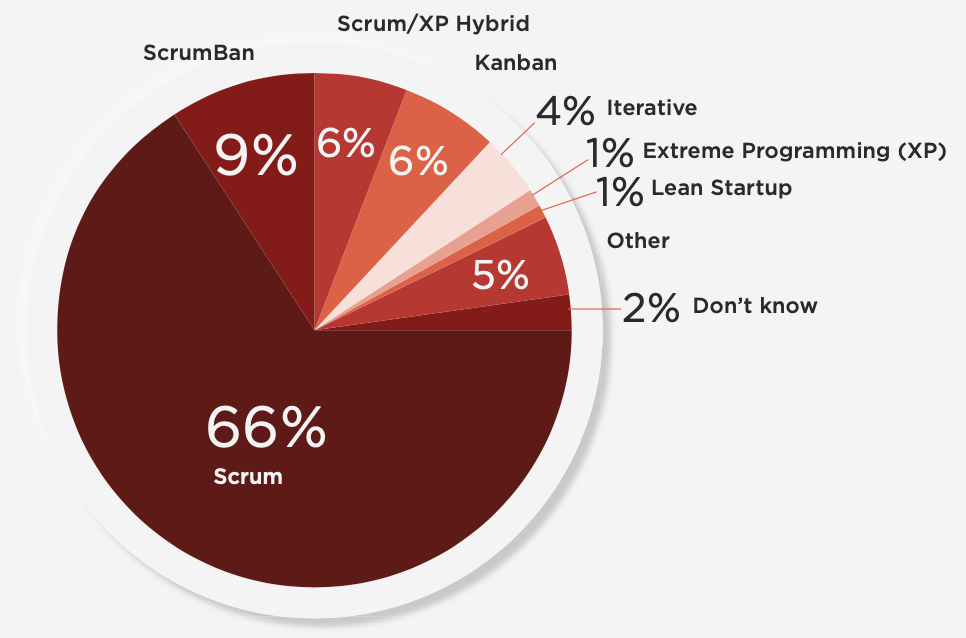 Scrum/XP Hybrid
ScrumBan
Kanban
9%
6%
6%
4% Iterative
1% Extreme Programming (XP)
1% Lean Startup
Other
5%
2% Don’t know
66%
Scrum